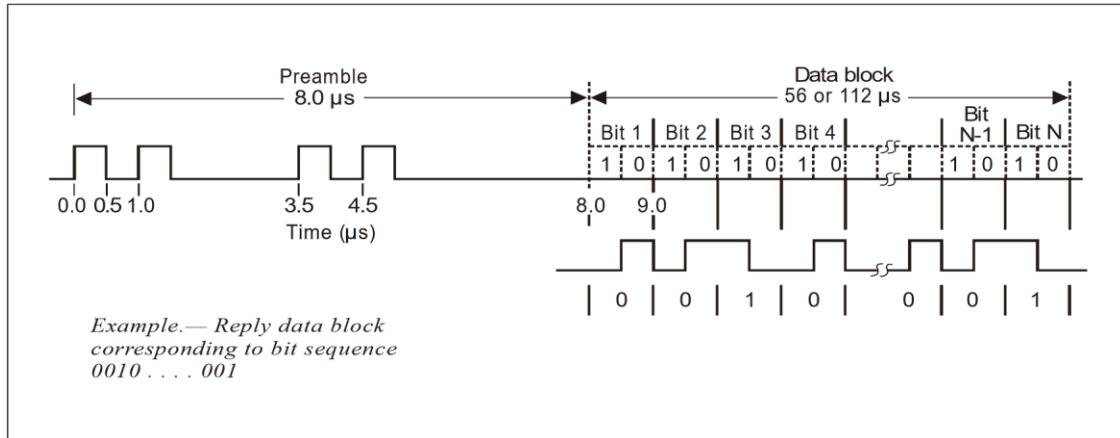 Preamble
8.0 µs
Data block
56 or 112 µs
Bit 1 Bit 2 Bit 3 Bit 4 Bit N-1 Bit N
1 0 1 0 1 0 1 0 1 0 1 0
0.0 0.5 1.0 3.5 4.5 8.0 9.0
Time (µs)
0 0 1 0 0 0 1
Example.— Reply data block
corresponding to bit sequence
0010 . . . . 001